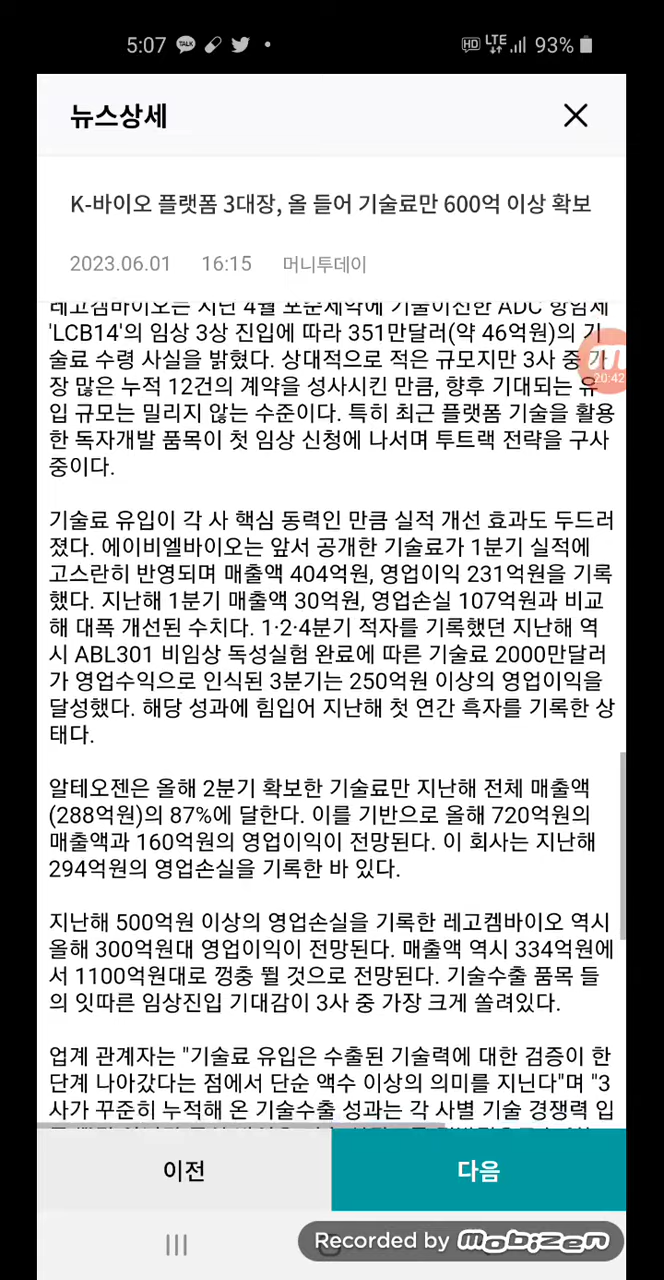 5:07 TALK HD LTE 93%
뉴스상세
K-바이오 플랫폼 3대장, 올 들어 기술료만 600억 이상 확보
2023.06.01 16:15 머니투데이
레고켐바이오는 지난 4월 포순제약에 기술이전한 ADC 항암제
'LCB14'의 임상 3상 진입에 따라 351만달러(약 46억원)의 기
술료 수령 사실을 밝혔다. 상대적으로 적은 규모지만 3사 중 가
20:42
장 많은 누적 12건의 계약을 성사시킨 만큼, 향후 기대되는 유
입 규모는 밀리지 않는 수준이다. 특히 최근 플랫폼 기술을 활용
한 독자개발 품목이 첫 임상 신청에 나서며 투트랙 전략을 구사
중이다.
기술료 유입이 각 사 핵심 동력인 만큼 실적 개선 효과도 두드러
졌다. 에이비엘바이오는 앞서 공개한 기술료가 1분기 실적에
고스란히 반영되며 매출액 404억원, 영업이익 231억원을 기록
했다. 지난해 1분기 매출액 30억원, 영업손실 107억원과 비교
해 대폭 개선된 수치다. 1·2·4분기 적자를 기록했던 지난해 역
시 ABL301 비임상 독성실험 완료에 따른 기술료 2000만달러
가 영업수익으로 인식된 3분기는 250억원 이상의 영업이익을
달성했다. 해당 성과에 힘입어 지난해 첫 연간 흑자를 기록한 상
태다.
알테오젠은 올해 2분기 확보한 기술료만 지난해 전체 매출액
(288억원)의 87%에 달한다. 이를 기반으로 올해 720억원의
매출액과 160억원의 영업이익이 전망된다. 이 회사는 지난해
294억원의 영업손실을 기록한 바 있다.
지난해 500억원 이상의 영업손실을 기록한 레고켐바이오 역시
올해 300억원대 영업이익이 전망된다. 매출액 역시 334억원에
서 1100억원대로 껑충 뛸 것으로 전망된다. 기술수출 품목 들
의 잇따른 임상진입 기대감이 3사 중 가장 크게 쏠려있다.
업계 관계자는 "기술료 유입은 수출된 기술력에 대한 검증이 한
단계 나아갔다는 점에서 단순 액수 이상의 의미를 지닌다"며 "3
사가 꾸준히 누적해 온 기술수출 성과는 각 사별 기술 경쟁력 입
이전 다음
Recorded by mobizen